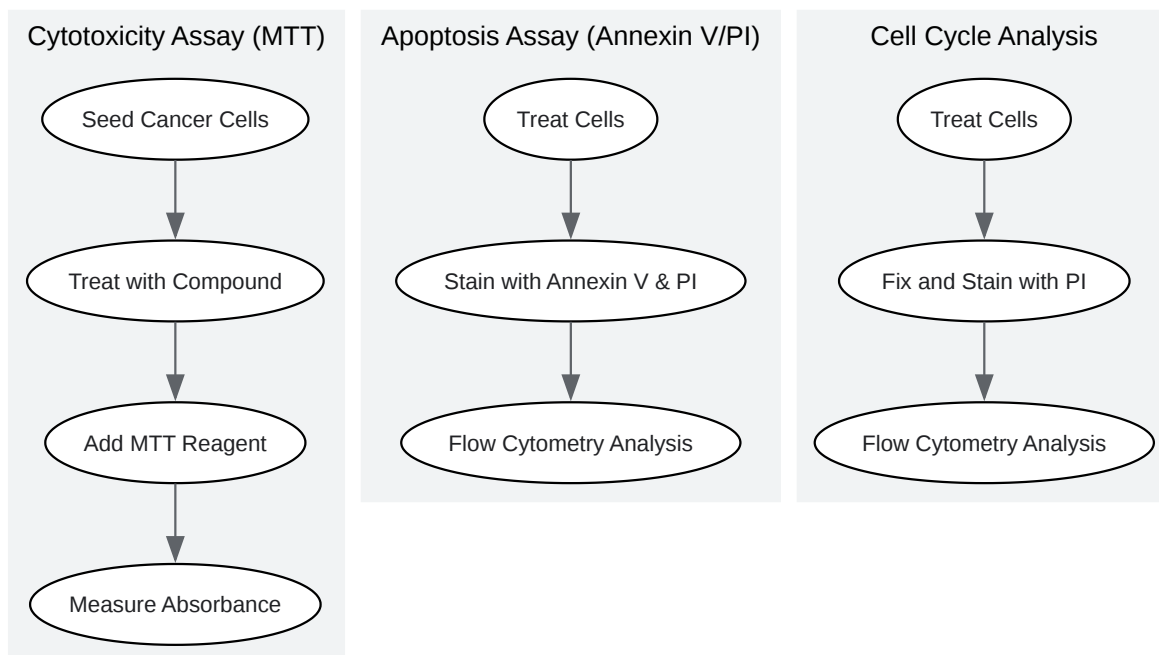 Cytotoxicity Assay (MTT)
Seed Cancer Cells
Treat with Compound
Add MTT Reagent
Measure Absorbance
Apoptosis Assay (Annexin V/PI)
Treat Cells
Stain with Annexin V & PI
Flow Cytometry Analysis
Cell Cycle Analysis
Treat Cells
Fix and Stain with PI
Flow Cytometry Analysis